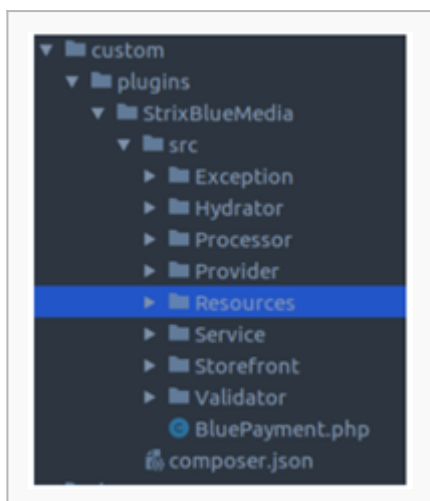 custom
plugins
StrixBlueMedia
src
Exception
Hydrator
Processor
Provider
Resources
Service
Storefront
Validator
BluePayment.php
composer.json